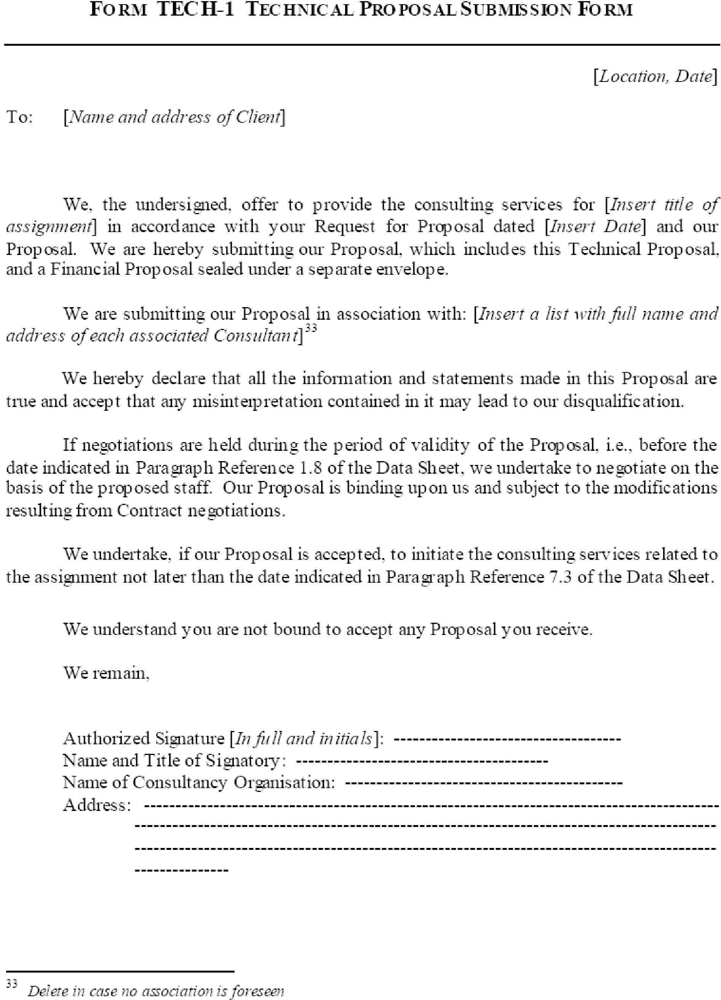 FORM TECH-1 TECHNICAL PROPOSAL SUBMISSION FORM
[Location, Date]
To: [Name and address of Client]
We, the undersigned, offer to provide the consulting services for [Insert title of
assignment] in accordance with your Request for Proposal dated [Insert Date] and our
Proposal. We are hereby submitting our Proposal, which includes this Technical Proposal,
and a Financial Proposal sealed under a separate envelope.
We are submitting our Proposal in association with: [Insert a list with full name and
address of each associated Consultant]33
We hereby declare that all the information and statements made in this Proposal are
true and accept that any misinterpretation contained in it may lead to our disqualification.
If negotiations are held during the period of validity of the Proposal, i.e., before the
date indicated in Paragraph Reference 1.8 of the Data Sheet, we undertake to negotiate on the
basis of the proposed staff. Our Proposal is binding upon us and subject to the modifications
resulting from Contract negotiations.
We undertake, if our Proposal is accepted, to initiate the consulting services related to
the assignment not later than the date indicated in Paragraph Reference 7.3 of the Data Sheet.
We understand you are not bound to accept any Proposal you receive.
We remain,
Authorized Signature [In full and initials]: ------------------------------------
Name and Title of Signatory: ----------------------------------------
Name of Consultancy Organisation: --------------------------------------------
Address: -------------------------------------------------------------------------------------------
--------------------------------------------------------------------------------------------
--------------------------------------------------------------------------------------------
---------------
33 Delete in case no association is foreseen